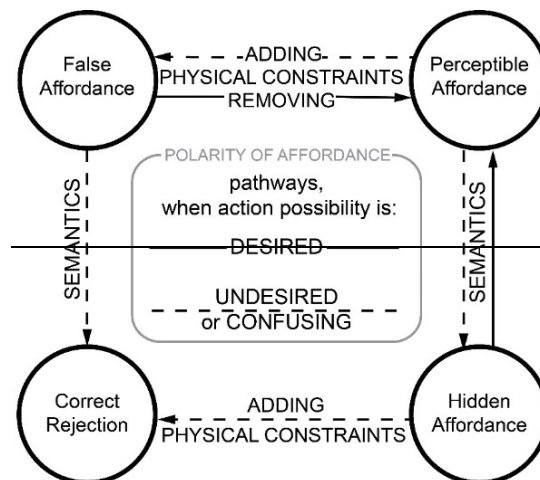 False
Affordance
ADDING
PHYSICAL CONSTRAINTS
REMOVING
Perceptible
Affordance
POLARITY OF AFFORDANCE
pathways,
when action possibility is:
DESIRED
UNDESIRED
or CONFUSING
SEMANTICS
SEMANTICS
Correct
Rejection
ADDING
PHYSICAL CONSTRAINTS
Hidden
Affordance